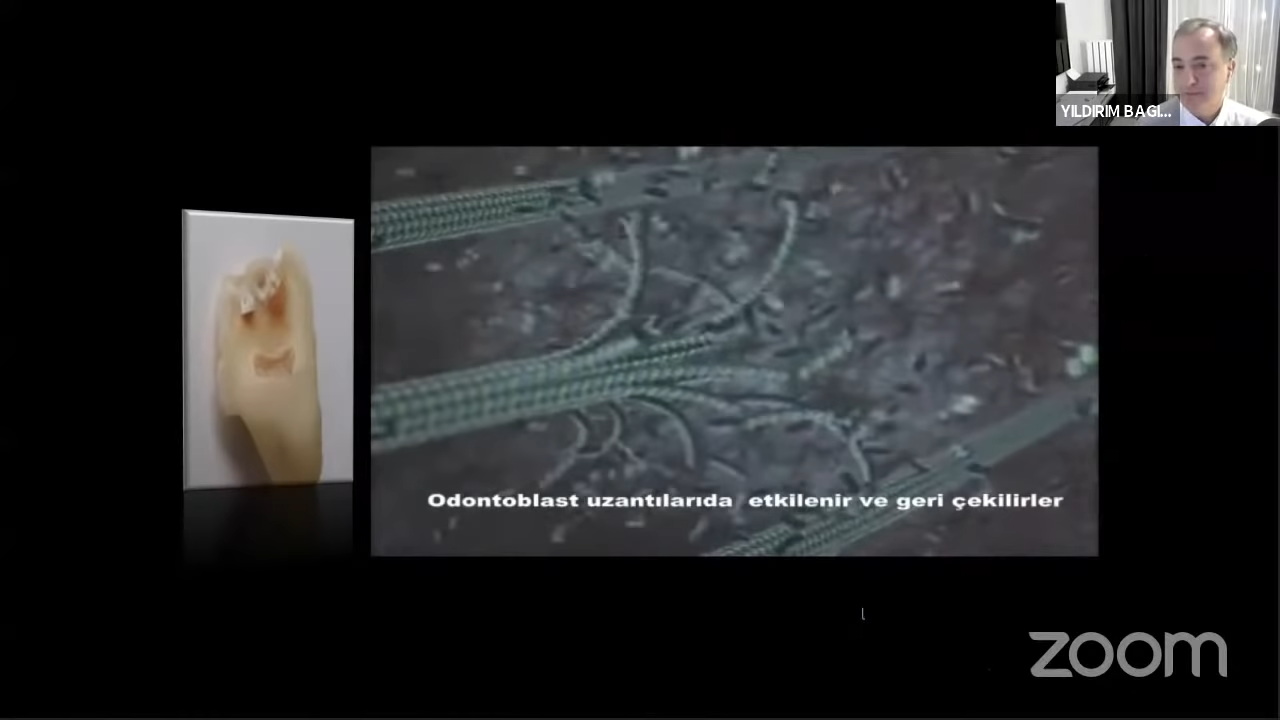 YILDIRIM BAGI...
Odontoblast uzantılarıda etkilenir ve geri çekilirler
zoom